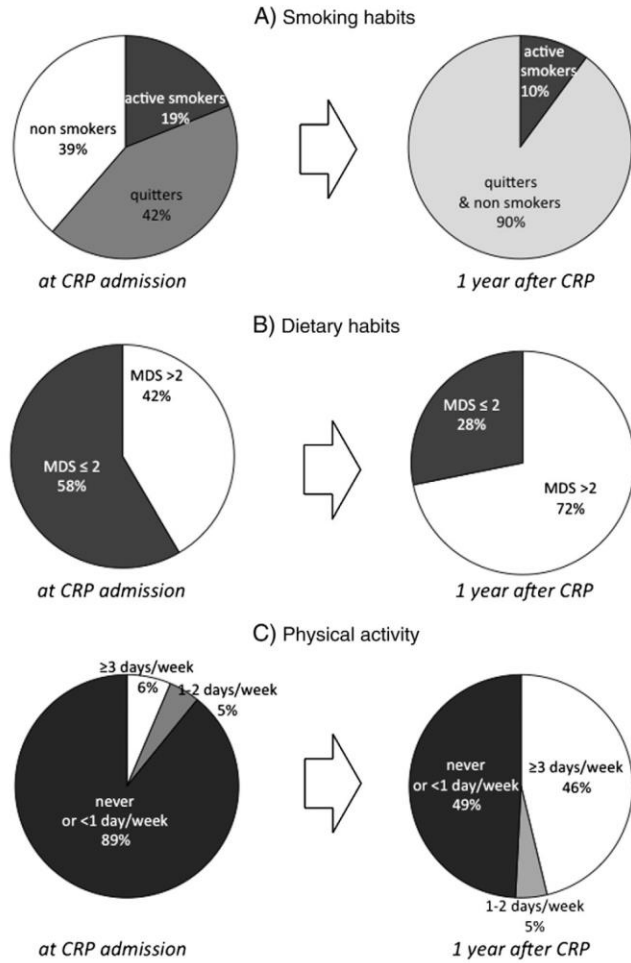 A) Smoking habits
non smokers
39%
active smokers
19%
quitters
42%
at CRP admission
active
smokers
10%
quitters
& non smokers
90%
1 year after CRP
B) Dietary habits
MDS >2
42%
MDS ≤ 2
58%
at CRP admission
MDS ≤ 2
28%
MDS >2
72%
1 year after CRP
C) Physical activity
≥3 days/week
6%
1-2 days/week
5%
never
or <1 day/week
89%
at CRP admission
never
or <1 day/week
49%
≥3 days/week
46%
1-2 days/week
5%
1 year after CRP